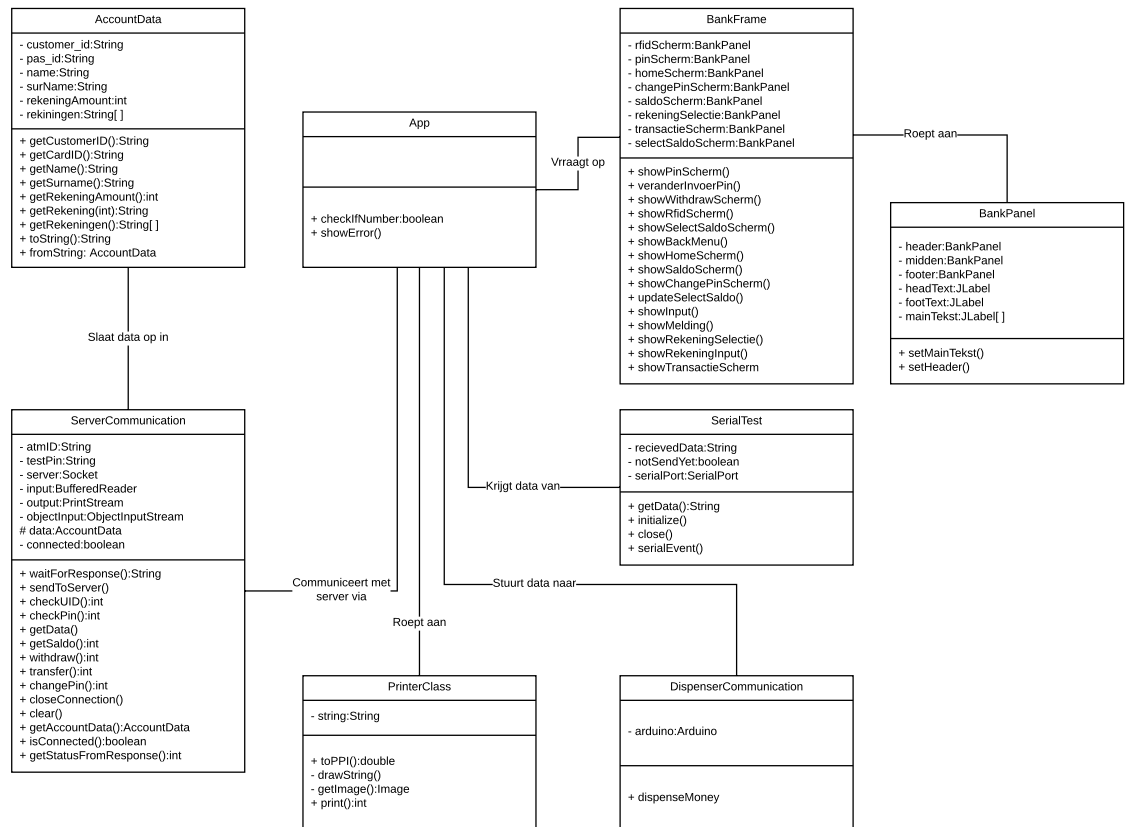 AccountData
- customer_id:String
- pas_id:String
- name:String
- surName:String
- rekeningAmount:int
- rekiningen:String[ ]
+ getCustomerID():String
+ getCardID():String
+ getName():String
+ getSurname():String
+ getRekeningAmount():int
+ getRekening(int):String
+ getRekeningen():String[ ]
+ toString():String
+ fromString: AccountData
Slaat data op in
ServerCommunication
- atmID:String
- testPin:String
- server:Socket
- input:BufferedReader
- output:PrintStream
- objectInput:ObjectInputStream
# data:AccountData
- connected:boolean
+ waitForResponse():String
+ sendToServer()
+ checkUID():int
+ checkPin():int
+ getData()
+ getSaldo():int
+ withdraw():int
+ transfer():int
+ changePin():int
+ closeConnection()
+ clear()
+ getAccountData():AccountData
+ isConnected():boolean
+ getStatusFromResponse():int
App
+ checkIfNumber:boolean
+ showError()
Vrraagt op
Communiceert met
server via
Roept aan
PrinterClass
- string:String
+ toPPI():double
- drawString()
- getImage():Image
+ print():int
BankFrame
- rfidScherm:BankPanel
- pinScherm:BankPanel
- homeScherm:BankPanel
- changePinScherm:BankPanel
- saldoScherm:BankPanel
- rekeningSelectie:BankPanel
- transactieScherm:BankPanel
- selectSaldoScherm:BankPanel
+ showPinScherm()
+ veranderInvoerPin()
+ showWithdrawScherm()
+ showRfidScherm()
+ showSelectSaldoScherm()
+ showBackMenu()
+ showHomeScherm()
+ showSaldoScherm()
+ showChangePinScherm()
+ updateSelectSaldo()
+ showInput()
+ showMelding()
+ showRekeningSelectie()
+ showRekeningInput()
+ showTransactieScherm
Roept aan
BankPanel
- header:BankPanel
- midden:BankPanel
- footer:BankPanel
- headText:JLabel
- footText:JLabel
- mainTekst:JLabel[ ]
+ setMainTekst()
+ setHeader()
Krijgt data van
SerialTest
- recievedData:String
- notSendYet:boolean
- serialPort:SerialPort
+ getData():String
+ initialize()
+ close()
+ serialEvent()
Stuurt data naar
DispenserCommunication
- arduino:Arduino
+ dispenseMoney